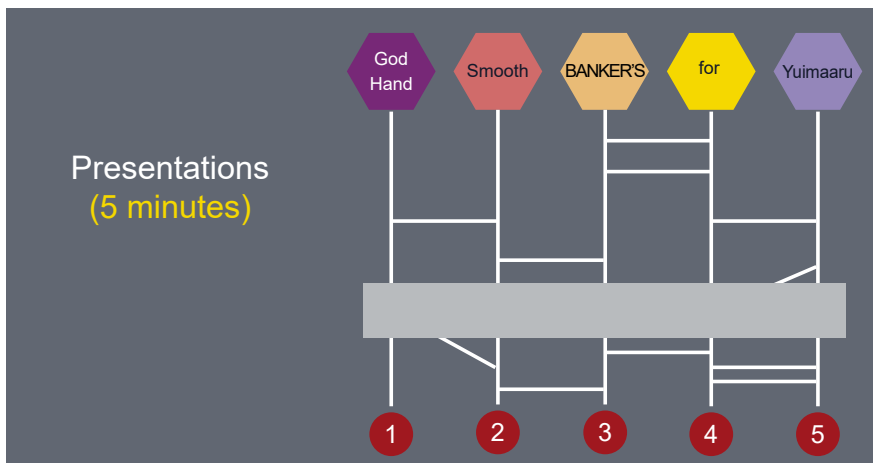 God
Hand
Smooth
BANKER'S
for
Yuimaaru
Presentations
(5 minutes)
1
2
3
4
5